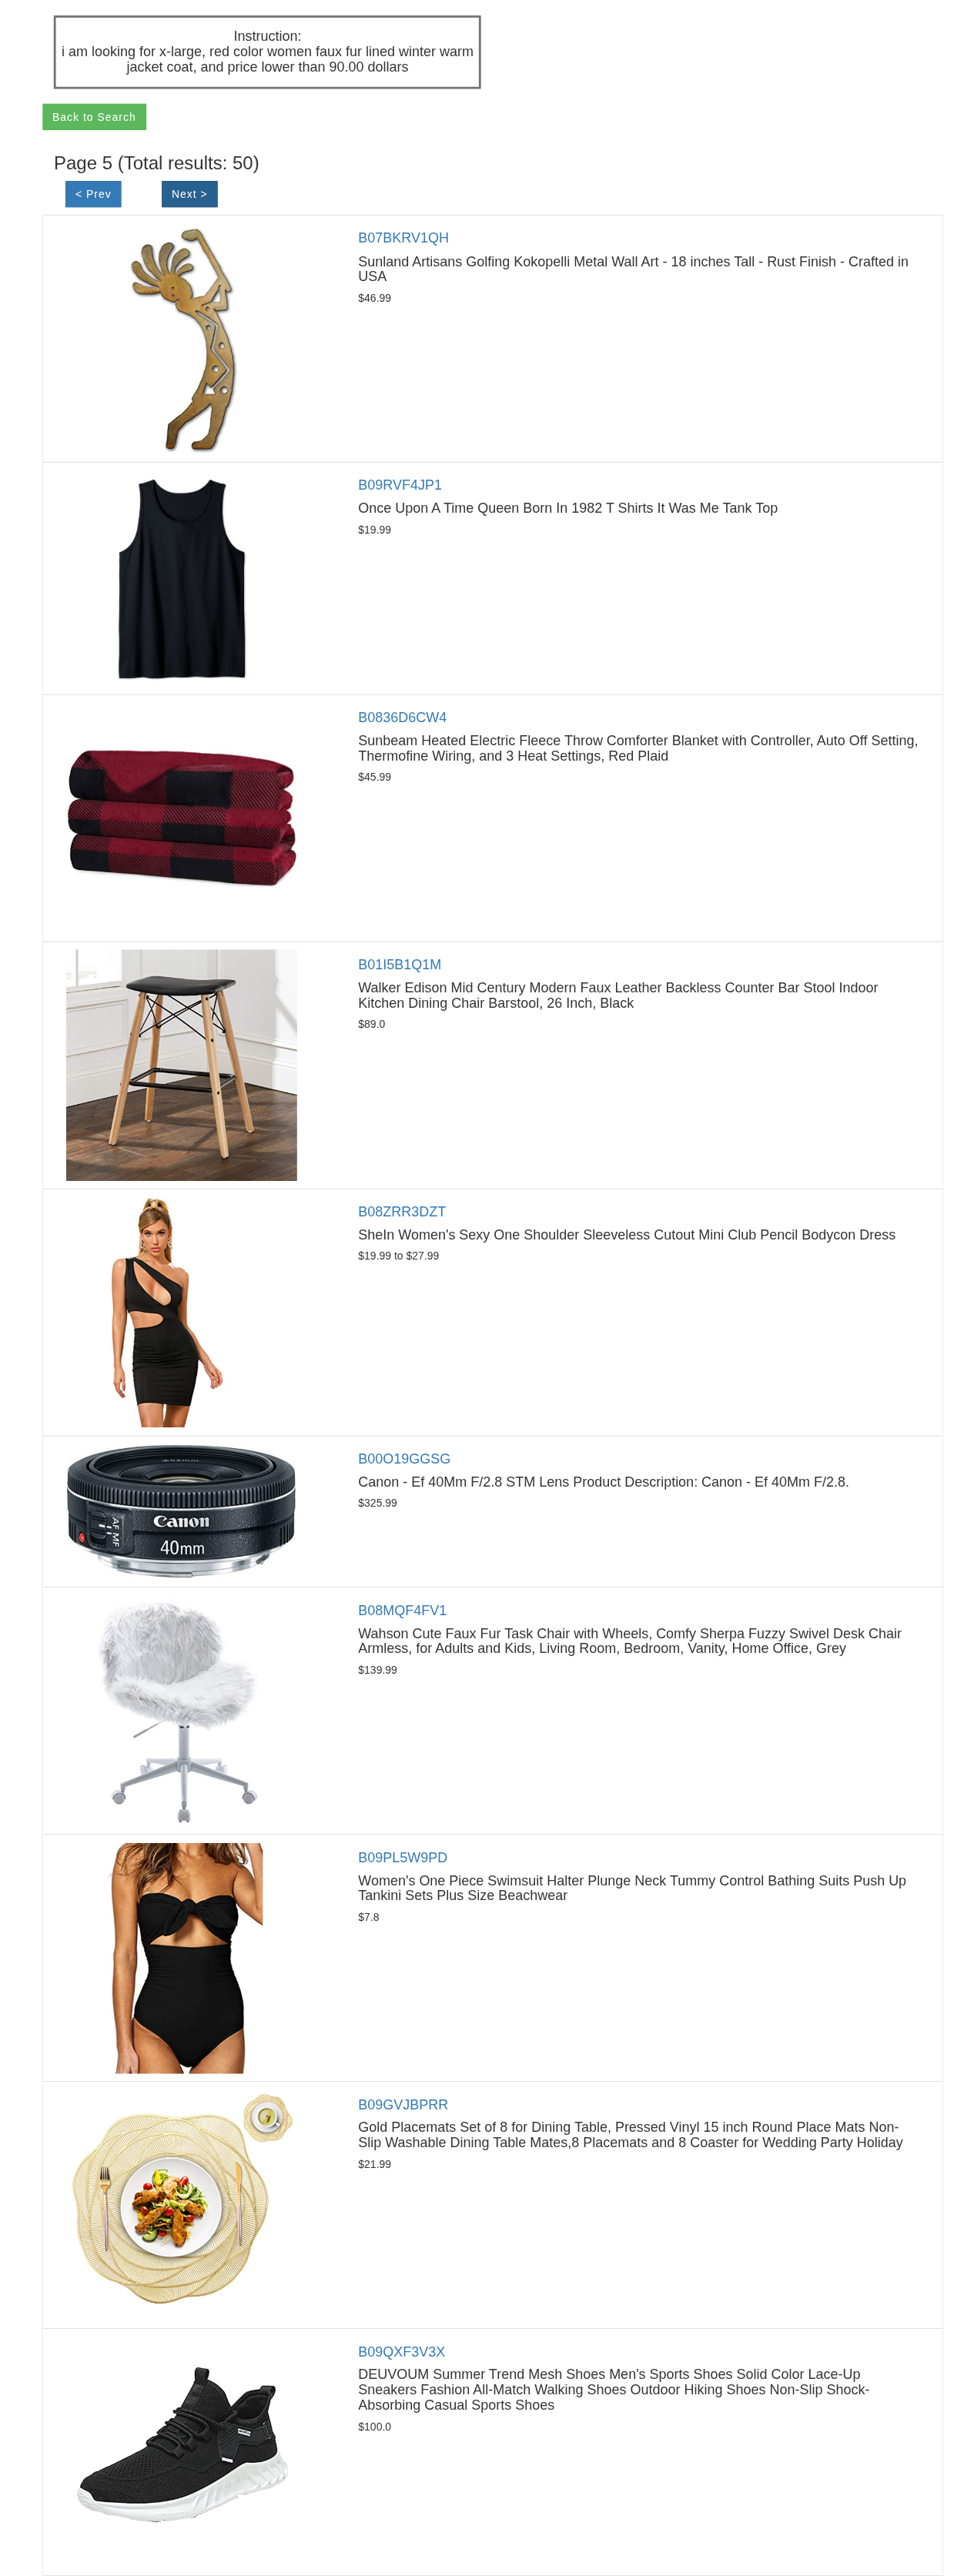 Instruction:
i am looking for x-large, red color women faux fur lined winter warm
jacket coat, and price lower than 90.00 dollars
Back to Search
Page 5 (Total results: 50)
< Prev
Next >
B07BKRV1QH
Sunland Artisans Golfing Kokopelli Metal Wall Art - 18 inches Tall - Rust Finish - Crafted in
USA
$46.99
B09RVF4JP1
Once Upon A Time Queen Born In 1982 T Shirts It Was Me Tank Top
$19.99
B0836D6CW4
Sunbeam Heated Electric Fleece Throw Comforter Blanket with Controller, Auto Off Setting,
Thermofine Wiring, and 3 Heat Settings, Red Plaid
$45.99
B01I5B1Q1M
Walker Edison Mid Century Modern Faux Leather Backless Counter Bar Stool Indoor
Kitchen Dining Chair Barstool, 26 Inch, Black
$89.0
B08ZRR3DZT
SheIn Women's Sexy One Shoulder Sleeveless Cutout Mini Club Pencil Bodycon Dress
$19.99 to $27.99
Canon
40mm
AF MF
B00O19GGSG
Canon - Ef 40Mm F/2.8 STM Lens Product Description: Canon - Ef 40Mm F/2.8.
$325.99
B08MQF4FV1
Wahson Cute Faux Fur Task Chair with Wheels, Comfy Sherpa Fuzzy Swivel Desk Chair
Armless, for Adults and Kids, Living Room, Bedroom, Vanity, Home Office, Grey
$139.99
B09PL5W9PD
Women's One Piece Swimsuit Halter Plunge Neck Tummy Control Bathing Suits Push Up
Tankini Sets Plus Size Beachwear
$7.8
B09GVJBPRR
Gold Placemats Set of 8 for Dining Table, Pressed Vinyl 15 inch Round Place Mats Non-
Slip Washable Dining Table Mates,8 Placemats and 8 Coaster for Wedding Party Holiday
$21.99
B09QXF3V3X
DEUVOUM Summer Trend Mesh Shoes Men's Sports Shoes Solid Color Lace-Up
Sneakers Fashion All-Match Walking Shoes Outdoor Hiking Shoes Non-Slip Shock-
Absorbing Casual Sports Shoes
$100.0